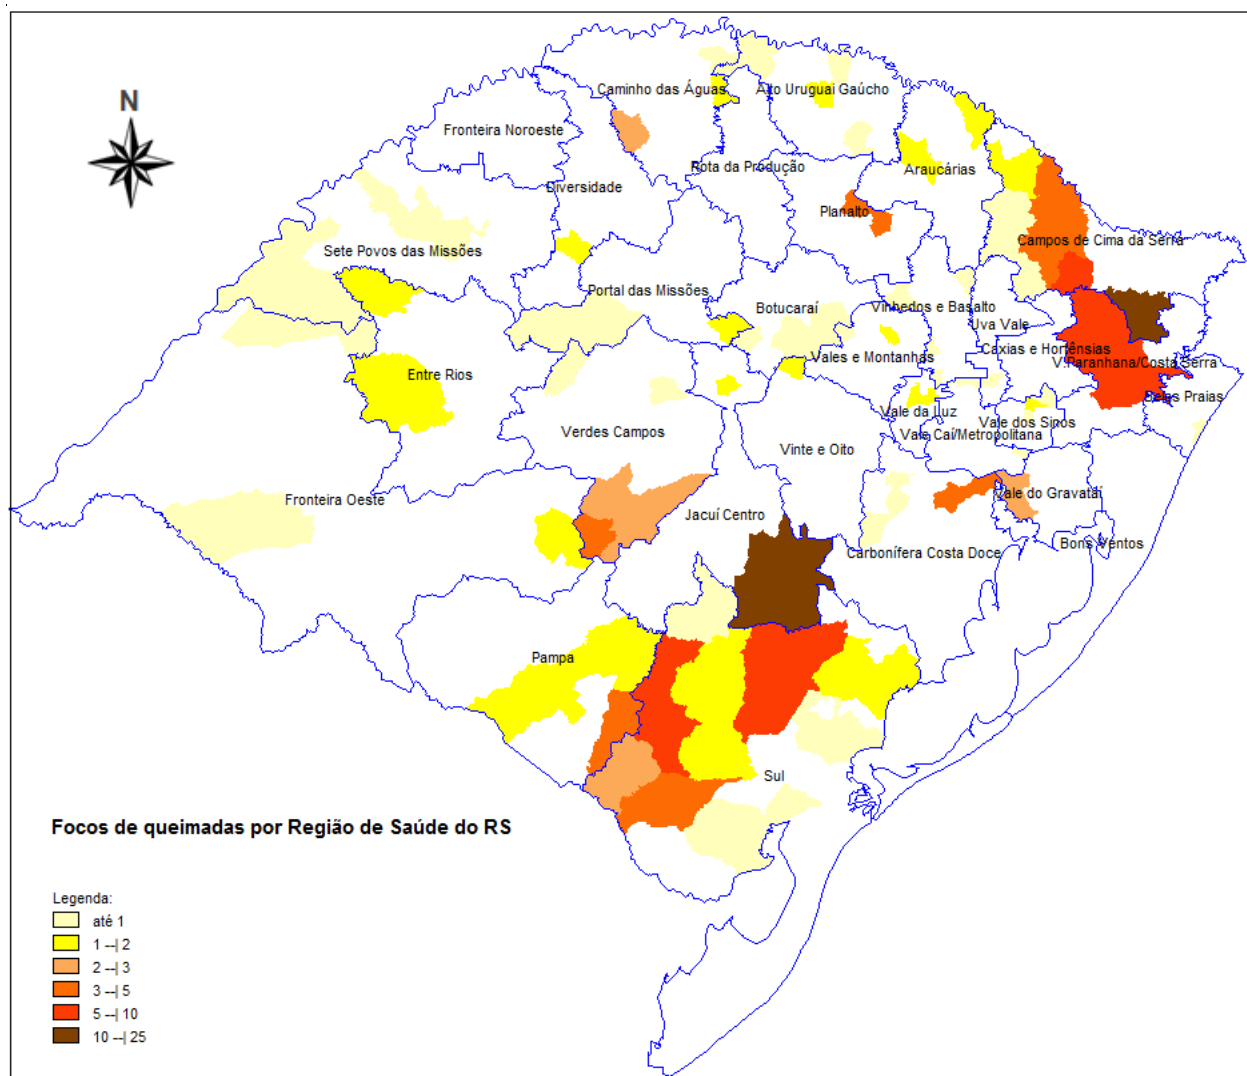 N
Caminho das Águas
Alto Uruguai Gaúcho
Fronteira Noroeste
Rota da Produção
Araucárias
Diversidade
Planalto
Sete Povos das Missões
Campos de Cima da Serra
Portal das Missões
Botucaraí
Vinhedos e Basalto
Uva Vale
Caxias e Hortênsias
Vales e Montanhas
V.Paranhana/Costa Serra
Entre Rios
Belas Praias
Vale da Luz
Vale dos Sinos
Verdes Campos
Vale Caí/Metropolitana
Vinte e Oito
Fronteira Oeste
Vale do Gravataí
Jacuí Centro
Bons Ventos
Carbonífera Costa Doce
Pampa
Sul
Focos de queimadas por Região de Saúde do RS
Legenda:
até 1
1 --| 2
2 --| 3
3 --| 5
5 --| 10
10 --| 25